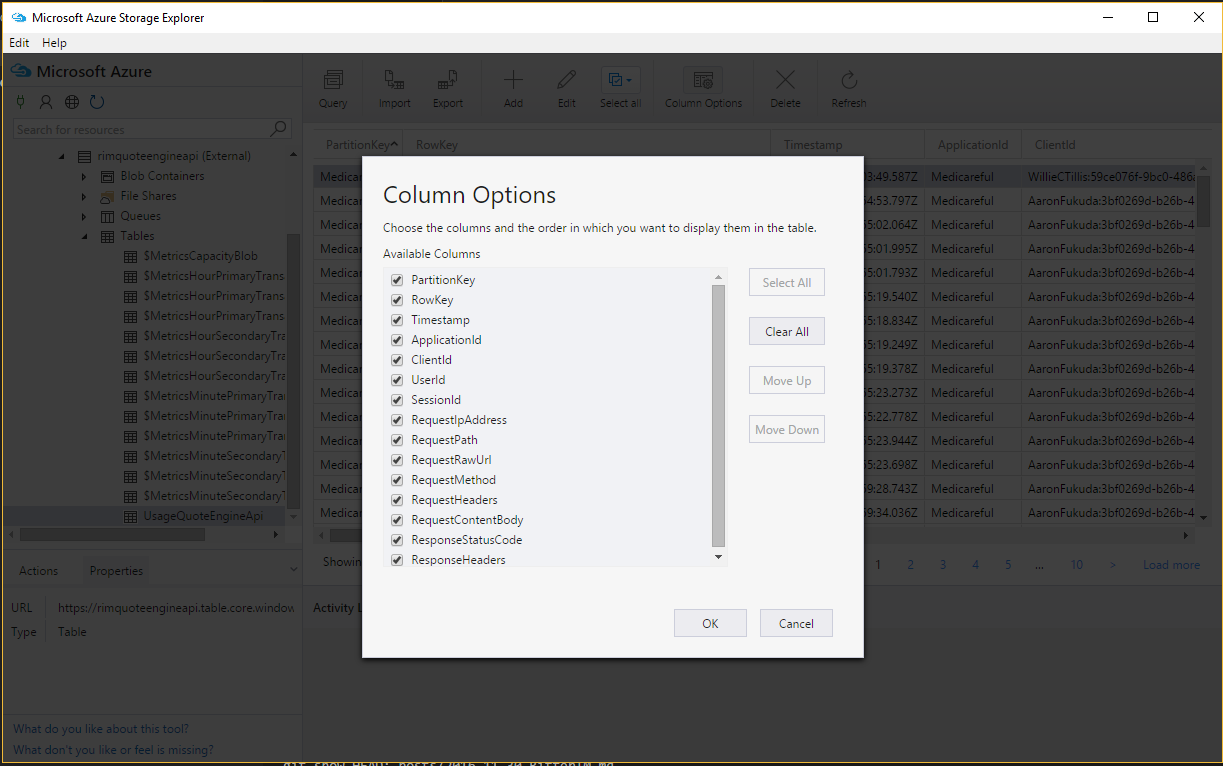 Microsoft Azure Storage Explorer
Edit Help
Microsoft Azure
Search for resources
rimquoteengineapi (External)
Blob Containers
File Shares
Queues
Tables
$MetricsCapacityBlob
$MetricsHourPrimaryTrans
$MetricsHourPrimaryTrans
$MetricsHourPrimaryTrans
$MetricsHourSecondaryTr
$MetricsHourSecondaryTr
$MetricsHourSecondaryTr
$MetricsMinutePrimaryTra
$MetricsMinutePrimaryTra
$MetricsMinutePrimaryTra
$MetricsMinuteSecondary
$MetricsMinuteSecondary
$MetricsMinuteSecondary
UsageQuoteEngineApi
Actions Properties
URL https://rimquoteengineapi.table.core.window
Type Table
What do you like about this tool?
What don't you like or feel is missing?
Query Import Export Add Edit Select all Column Options Delete Refresh
PartitionKey RowKey Timestamp ApplicationId ClientId
Medicar 3:49.587Z Medicareful WillieCTillis:59ce076f-9bc0-486
Medicar 4:53.797Z Medicareful AaronFukuda:3bf0269d-b26b-4
Medicar 5:02.064Z Medicareful AaronFukuda:3bf0269d-b26b-4
Medicar 5:01.995Z Medicareful AaronFukuda:3bf0269d-b26b-4
Medicar 5:01.793Z Medicareful AaronFukuda:3bf0269d-b26b-4
Medicar 5:19.540Z Medicareful AaronFukuda:3bf0269d-b26b-4
Medicar 5:18.834Z Medicareful AaronFukuda:3bf0269d-b26b-4
Medicar 5:19.249Z Medicareful AaronFukuda:3bf0269d-b26b-4
Medicar 5:19.378Z Medicareful AaronFukuda:3bf0269d-b26b-4
Medicar 5:23.273Z Medicareful AaronFukuda:3bf0269d-b26b-4
Medicar 5:22.778Z Medicareful AaronFukuda:3bf0269d-b26b-4
Medicar 5:23.944Z Medicareful AaronFukuda:3bf0269d-b26b-4
Medicar 5:23.698Z Medicareful AaronFukuda:3bf0269d-b26b-4
Medicar 9:28.743Z Medicareful AaronFukuda:3bf0269d-b26b-4
Medicar 9:34.036Z Medicareful AaronFukuda:3bf0269d-b26b-4
Showin 1 2 3 4 5 ... 10 > Load more
Activity L
Column Options
Choose the columns and the order in which you want to display them in the table.
Available Columns
PartitionKey
RowKey
Timestamp
ApplicationId
ClientId
UserId
SessionId
RequestIpAddress
RequestPath
RequestRawUrl
RequestMethod
RequestHeaders
RequestContentBody
ResponseStatusCode
ResponseHeaders
Select All
Clear All
Move Up
Move Down
OK Cancel